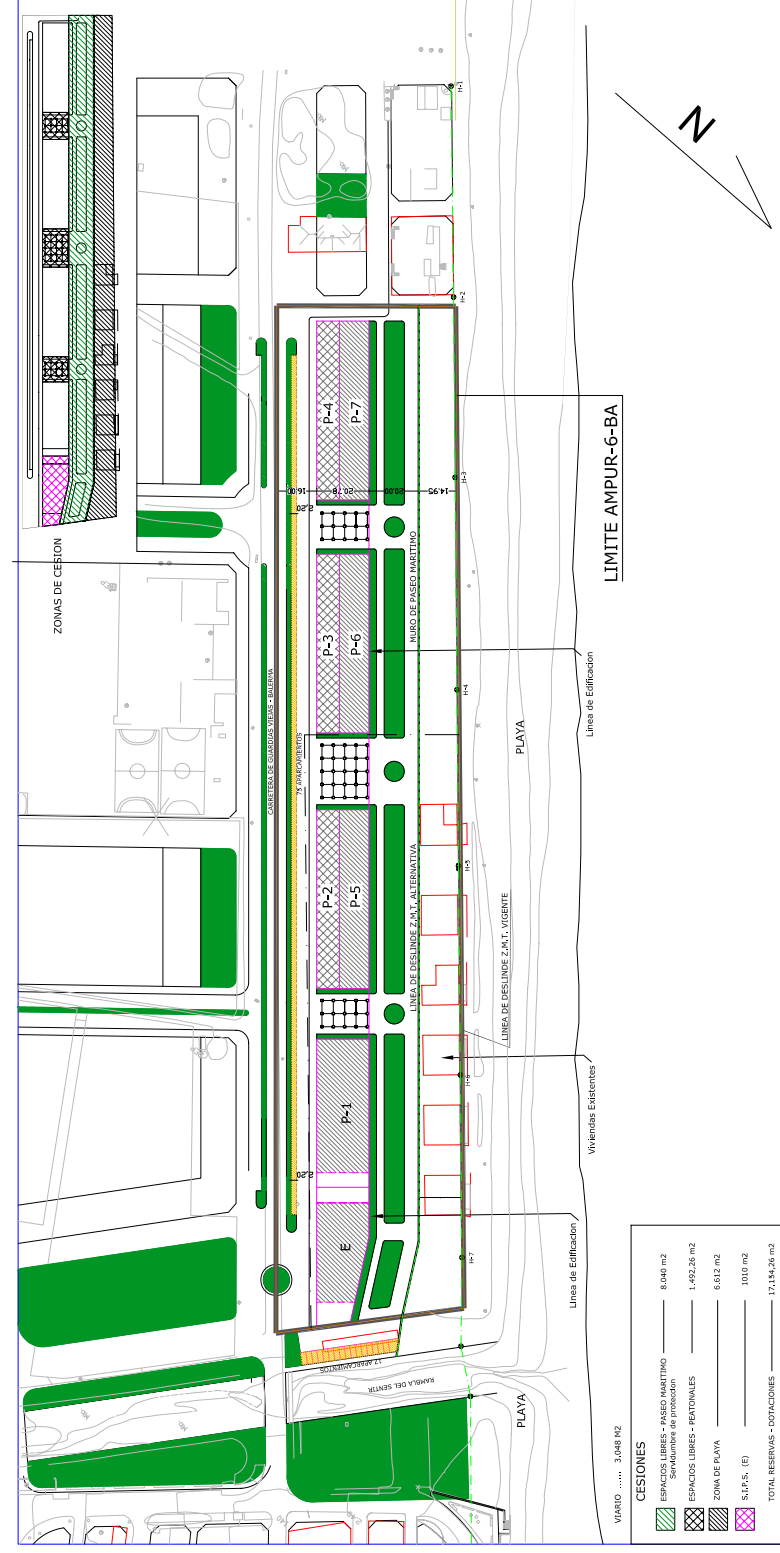 N
ZONAS DE CESION
H-1
H-2
H-3
H-4
H-5
H-6
H-7
LIMITE AMPUR-6-BA
P-4
P-7
P-3
P-6
P-2
P-5
P-1
E
16.00
20.78
20.00
14.95
2,20
2,20
MURO DE PASEO MARITIMO
CARRETERA DE GUARDIAS VIEJAS - BALERMA
75 APARCAMIENTOS
LINEA DE DESLINDE Z.M.T. ALTERNATIVA
LINEA DE DESLINDE Z.M.T. VIGENTE
PLAYA
Linea de Edificacion
Viviendas Existentes
Linea de Edificacion
17 APARCAMIENTOS
RAMBLA DEL SENTIR
PLAYA
VIARIO ...... 3,048 M2
CESIONES
ESPACIOS LIBRES - PASEO MARITIMO 8.040 m2
Servidumbre de proteccion
ESPACIOS LIBRES - PEATONALES 1.492,26 m2
ZONA DE PLAYA 6.612 m2
S.I.P.S. (E) 1010 m2
TOTAL RESERVAS - DOTACIONES 17,154,26 m2